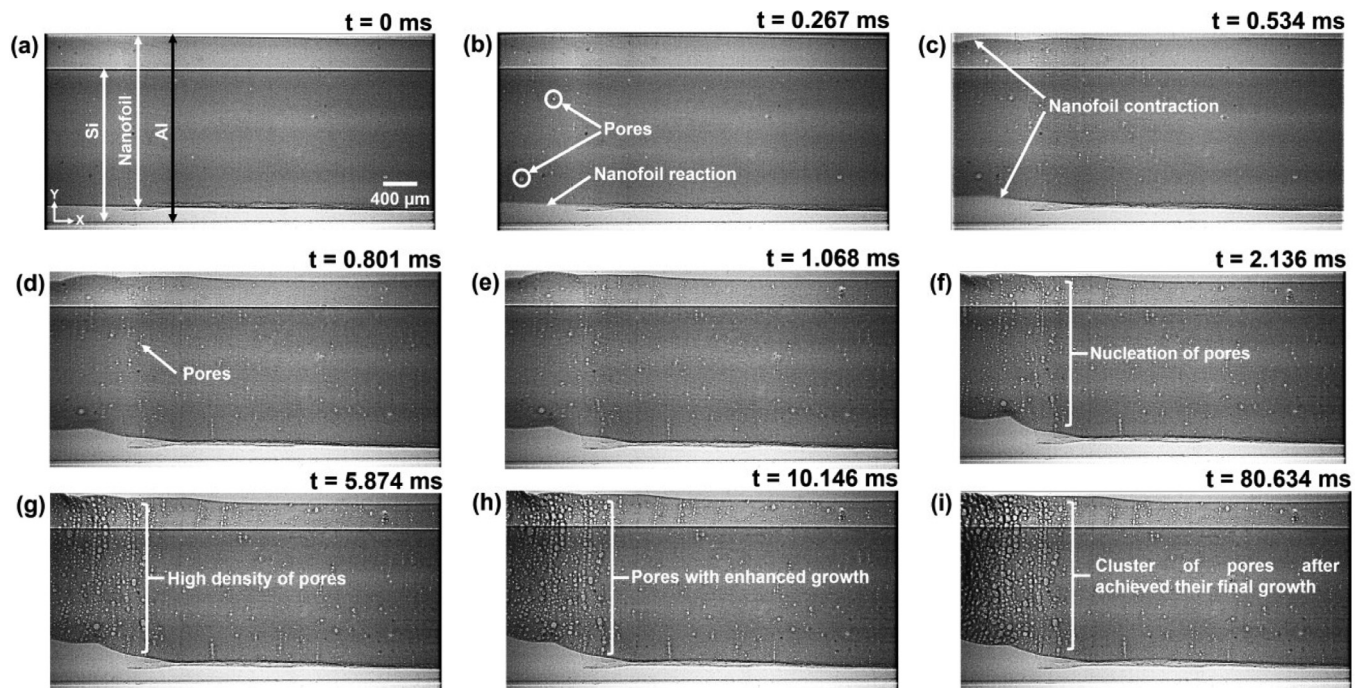 t = 0 ms
t = 0.267 ms
t = 0.534 ms
(a)
(b)
(c)
Si
Nanofoil
Al
400 µm
Y
X
Pores
Nanofoil reaction
Nanofoil contraction
t = 0.801 ms
t = 1.068 ms
t = 2.136 ms
(d)
(e)
(f)
Pores
Nucleation of pores
t = 5.874 ms
t = 10.146 ms
t = 80.634 ms
(g)
(h)
(i)
High density of pores
Pores with enhanced growth
Cluster of pores after
achieved their final growth